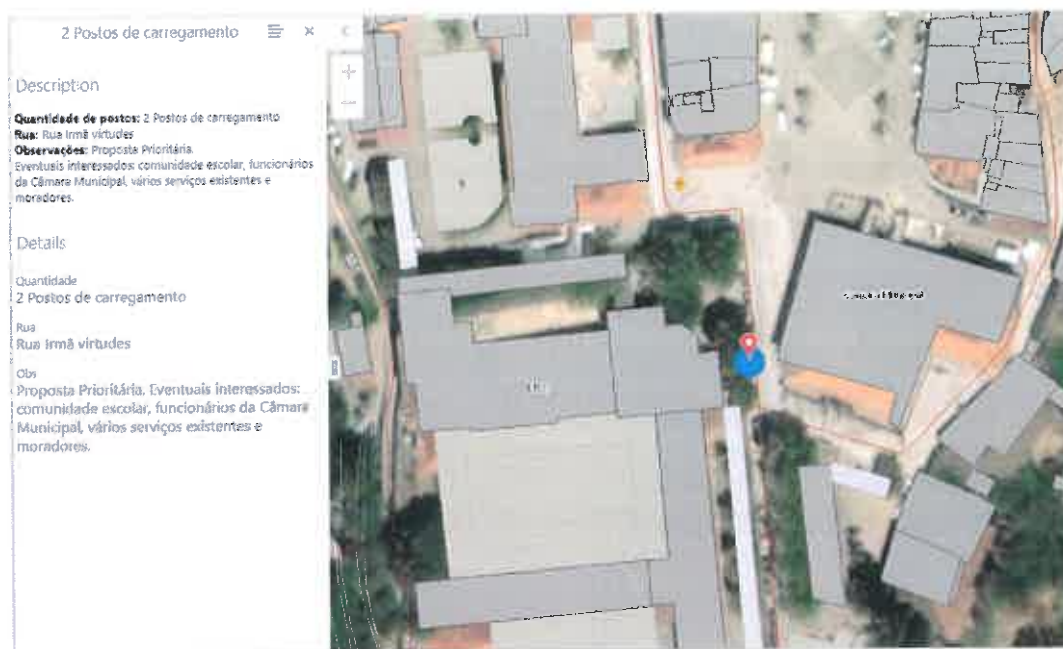 2 Postos de carregamento
Description
Quantidade de postos: 2 Postos de carregamento
Rua: Rua Irmã virtudes
Observações: Proposta Prioritária.
Eventuais interessados: comunidade escolar, funcionários
da Câmara Municipal, vários serviços existentes e
moradores.
Details
Quantidade
2 Postos de carregamento
Rua
Rua Irmã virtudes
Obs
Proposta Prioritária. Eventuais interessados:
comunidade escolar, funcionários da Câmara
Municipal, vários serviços existentes e
moradores.